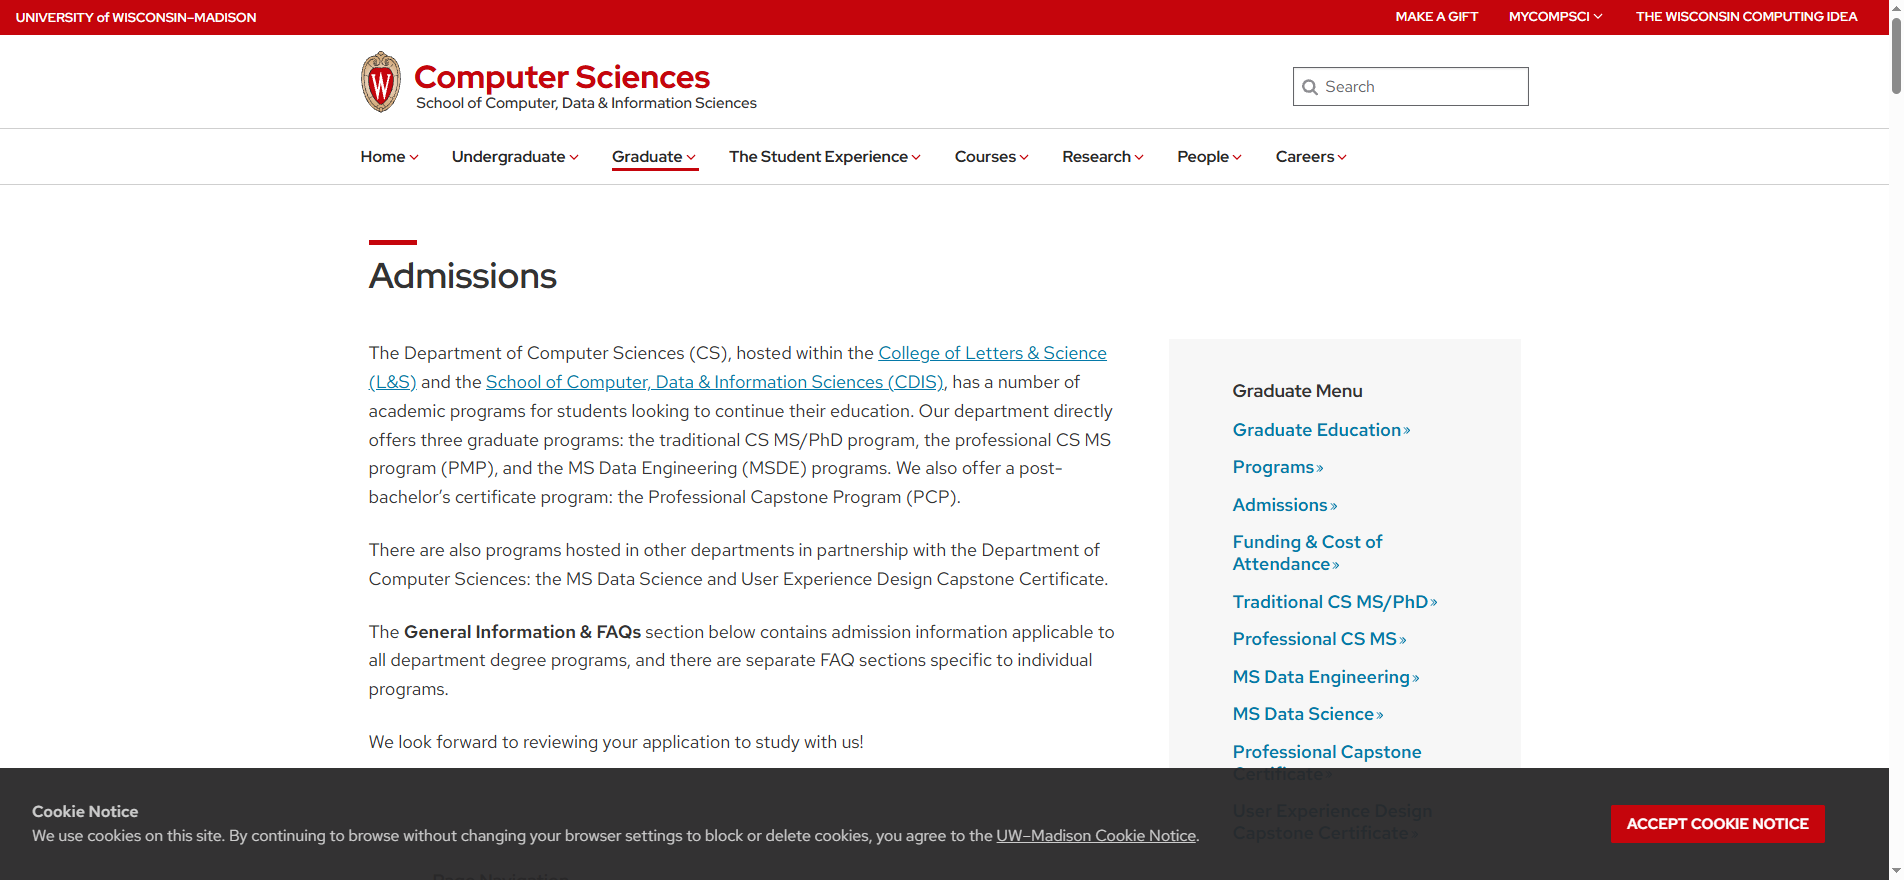 UNIVERSITY of WISCONSIN–MADISON
MAKE A GIFT
MYCOMPSCI
THE WISCONSIN COMPUTING IDEA
W
Computer Sciences
School of Computer, Data & Information Sciences
Search
Home
Undergraduate
Graduate
The Student Experience
Courses
Research
People
Careers
Admissions
The Department of Computer Sciences (CS), hosted within the College of Letters & Science
(L&S) and the School of Computer, Data & Information Sciences (CDIS), has a number of
academic programs for students looking to continue their education. Our department directly
offers three graduate programs: the traditional CS MS/PhD program, the professional CS MS
program (PMP), and the MS Data Engineering (MSDE) programs. We also offer a post-
bachelor’s certificate program: the Professional Capstone Program (PCP).
There are also programs hosted in other departments in partnership with the Department of
Computer Sciences: the MS Data Science and User Experience Design Capstone Certificate.
The General Information & FAQs section below contains admission information applicable to
all department degree programs, and there are separate FAQ sections specific to individual
programs.
We look forward to reviewing your application to study with us!
Graduate Menu
Graduate Education»
Programs»
Admissions»
Funding & Cost of
Attendance»
Traditional CS MS/PhD»
Professional CS MS»
MS Data Engineering»
MS Data Science»
Professional Capstone
Certificate»
User Experience Design
Capstone Certificate»
Cookie Notice
We use cookies on this site. By continuing to browse without changing your browser settings to block or delete cookies, you agree to the UW–Madison Cookie Notice.
ACCEPT COOKIE NOTICE